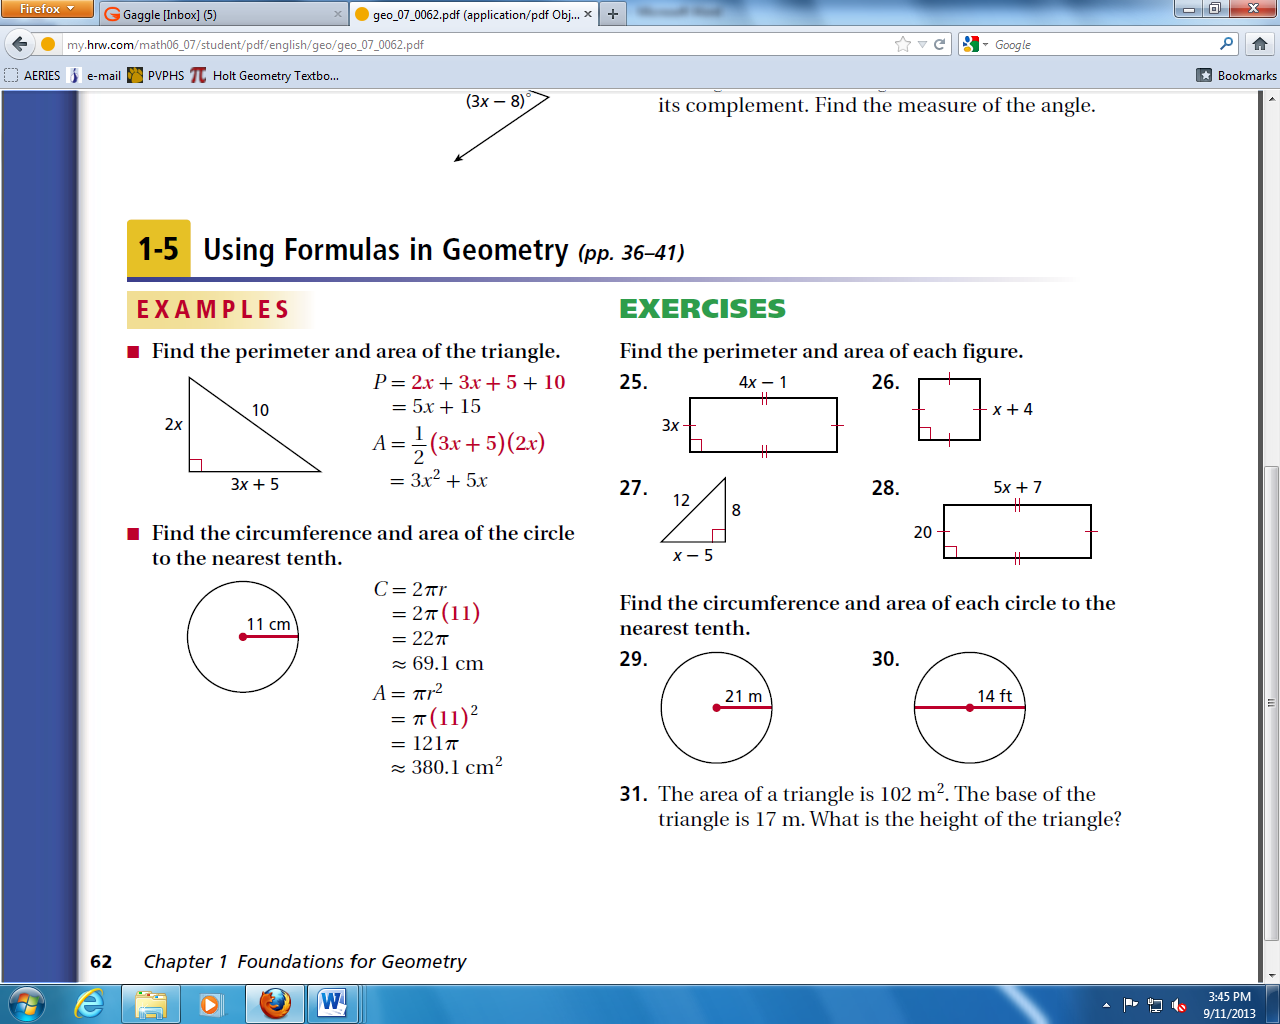 Firefox
Gaggle [Inbox] (5)
geo_07_0062.pdf (application/pdf Obj...
Microsoft Word
my.hrw.com/math06_07/student/pdf/english/geo/geo_07_0062.pdf
Google
AERIES e-mail PVPHS Holt Geometry Textbo...
Bookmarks
(3x − 8)°
its complement. Find the measure of the angle.
1-5 Using Formulas in Geometry (pp. 36–41)
EXAMPLES
Find the perimeter and area of the triangle.
2x
10
3x + 5
P = 2x + 3x + 5 + 10
= 5x + 15
A = 1/2 (3x + 5)(2x)
= 3x² + 5x
Find the circumference and area of the circle
to the nearest tenth.
11 cm
C = 2πr
= 2π(11)
= 22π
≈ 69.1 cm
A = πr²
= π(11)²
= 121π
≈ 380.1 cm²
EXERCISES
Find the perimeter and area of each figure.
25.
4x − 1
3x
26.
x + 4
27.
12
8
x − 5
28.
5x + 7
20
Find the circumference and area of each circle to the
nearest tenth.
29.
21 m
30.
14 ft
31. The area of a triangle is 102 m². The base of the
triangle is 17 m. What is the height of the triangle?
62 Chapter 1 Foundations for Geometry
3:45 PM
9/11/2013